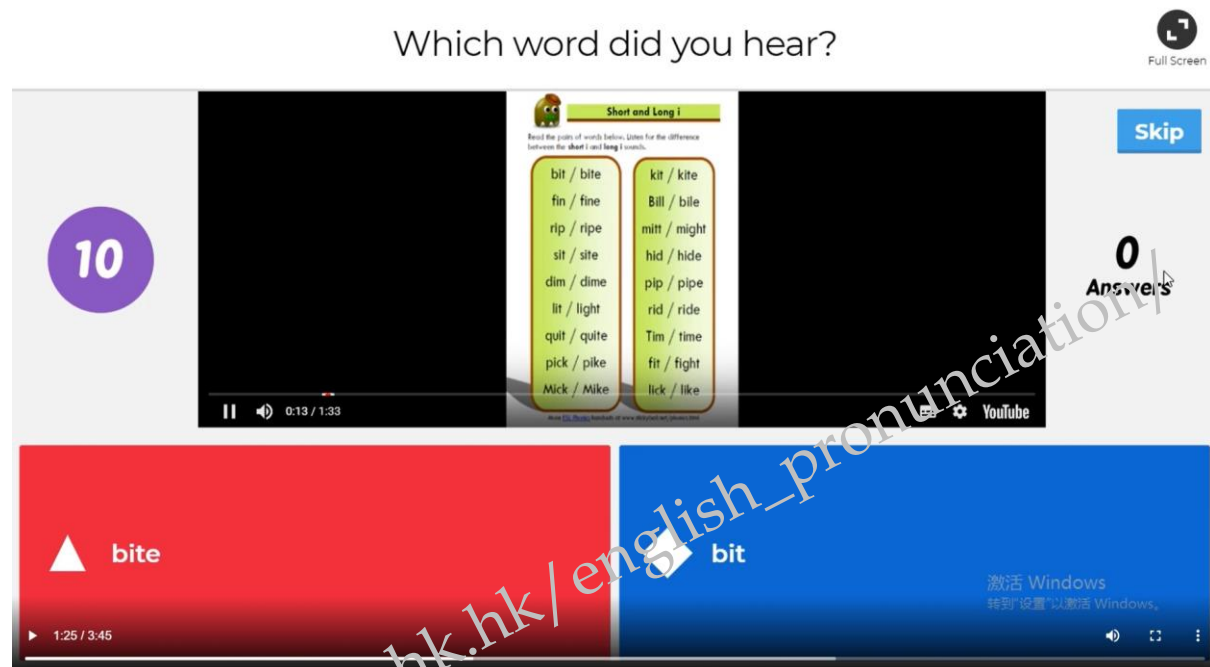 Which word did you hear?
Full Screen
Short and Long i
Read the pairs of words below. Listen for the difference
between the short i and long i sounds.
bit / bite
fin / fine
rip / ripe
sit / site
dim / dime
lit / light
quit / quite
pick / pike
Mick / Mike
kit / kite
Bill / bile
mitt / might
hid / hide
pip / pipe
rid / ride
Tim / time
fit / fight
lick / like
Skip
10
0
Answers
0:13 / 1:33
YouTube
bite
bit
激活 Windows
转到"设置"以激活 Windows。
1:25 / 3:45
hk.hk/english_pronunciation/